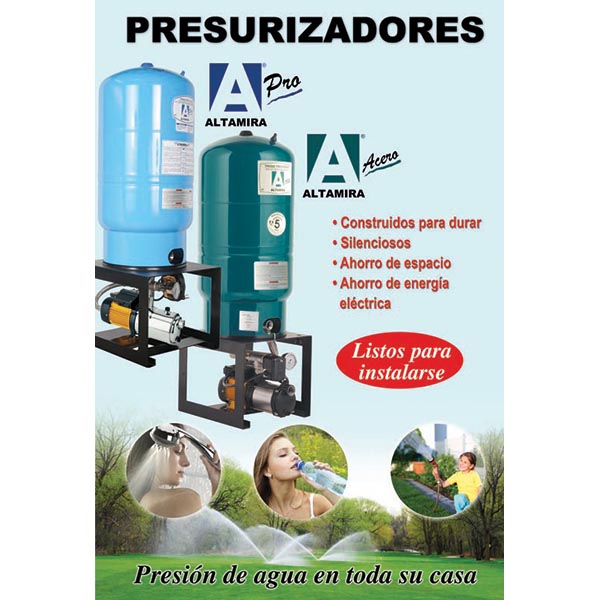 PRESURIZADORES
A Pro
ALTAMIRA
A Acero
ALTAMIRA
• Construidos para durar
• Silenciosos
• Ahorro de espacio
• Ahorro de energía
eléctrica
5
Listos para
instalarse
Presión de agua en toda su casa